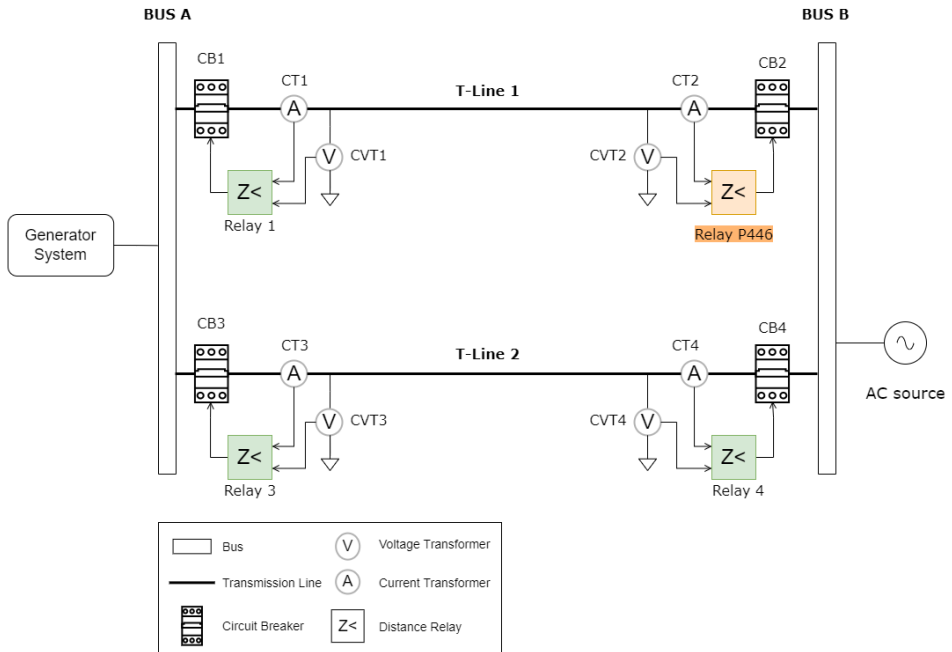 BUS A
BUS B
CB1
CT1
T-Line 1
CT2
CB2
A
A
V
CVT1
CVT2
V
Z<
Z<
Relay 1
Relay P446
Generator
System
CB3
CT3
T-Line 2
CT4
CB4
A
A
AC source
V
CVT3
CVT4
V
Z<
Z<
Relay 3
Relay 4
Bus
V
Voltage Transformer
Transmission Line
A
Current Transformer
Circuit Breaker
Z<
Distance Relay